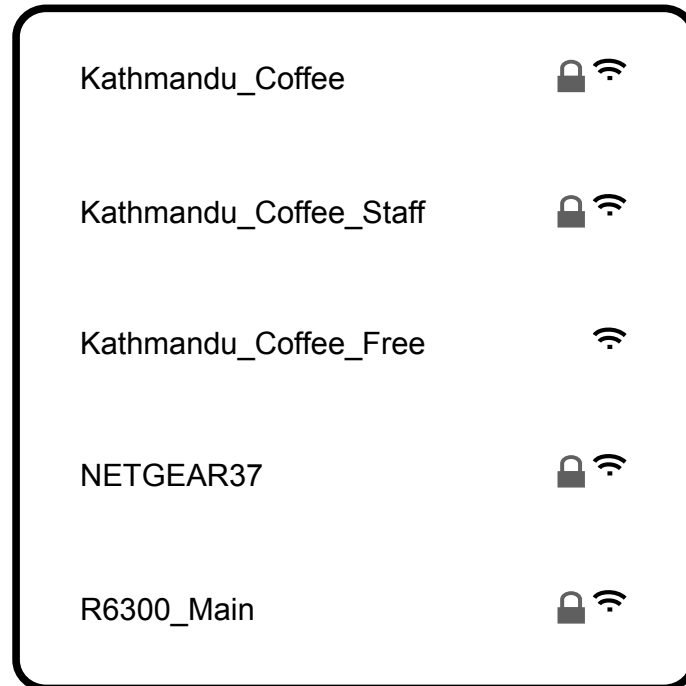 Kathmandu_Coffee
Kathmandu_Coffee_Staff
Kathmandu_Coffee_Free
NETGEAR37
R6300_Main